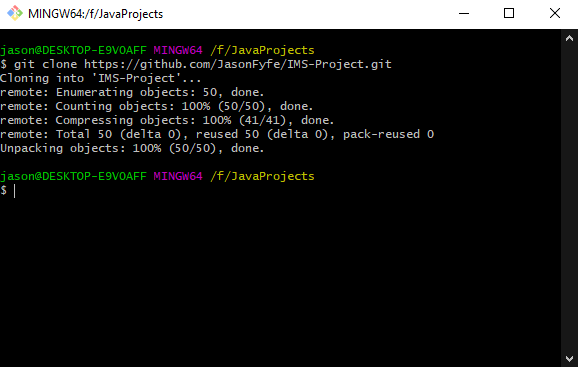 MINGW64:/f/JavaProjects
jason@DESKTOP-E9V0AFF MINGW64 /f/JavaProjects
$ git clone https://github.com/JasonFyfe/IMS-Project.git
Cloning into 'IMS-Project'...
remote: Enumerating objects: 50, done.
remote: Counting objects: 100% (50/50), done.
remote: Compressing objects: 100% (41/41), done.
remote: Total 50 (delta 0), reused 50 (delta 0), pack-reused 0
Unpacking objects: 100% (50/50), done.
jason@DESKTOP-E9V0AFF MINGW64 /f/JavaProjects
$